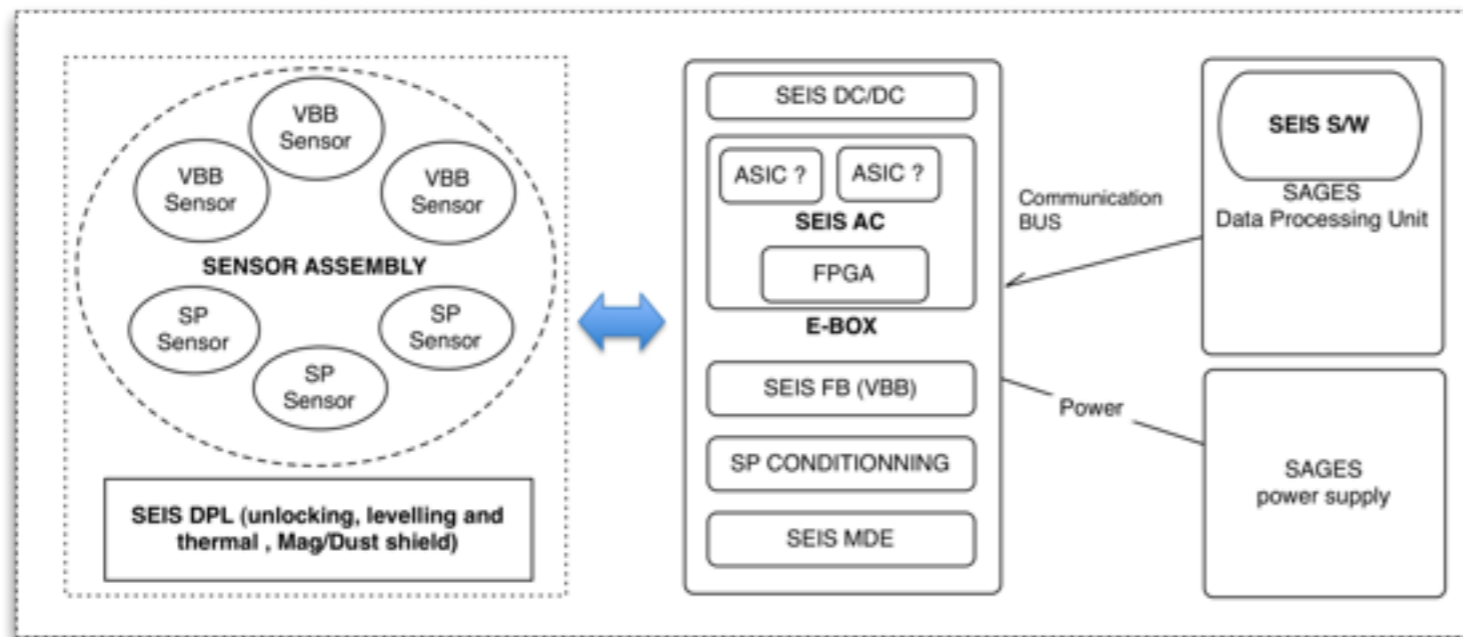 VBB
Sensor
VBB
Sensor
VBB
Sensor
SENSOR ASSEMBLY
SP
Sensor
SP
Sensor
SP
Sensor
SEIS DPL (unlocking, levelling and
thermal , Mag/Dust shield)
SEIS DC/DC
ASIC ?
ASIC ?
SEIS AC
FPGA
E-BOX
SEIS FB (VBB)
SP CONDITIONNING
SEIS MDE
Communication
BUS
Power
SEIS S/W
SAGES
Data Processing Unit
SAGES
power supply